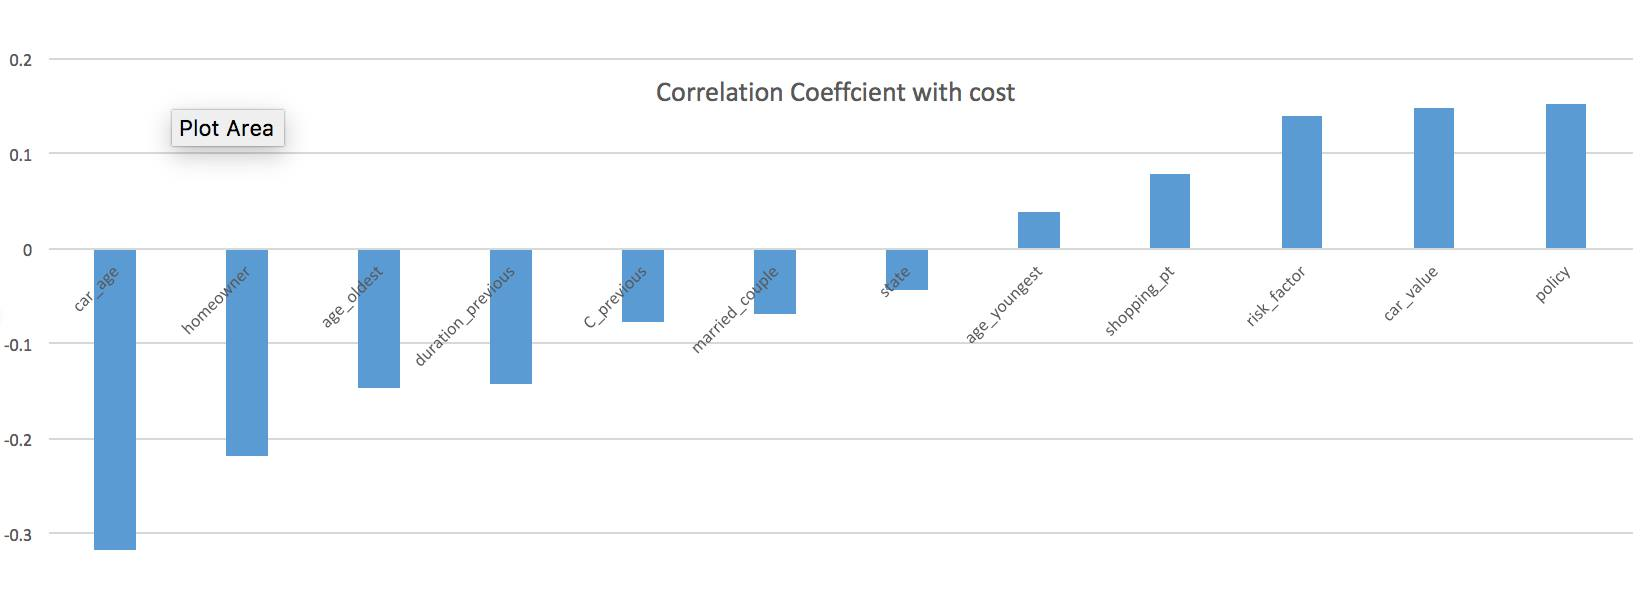 0.2
Correlation Coeffcient with cost
Plot Area
0.1
0
car_age
homeowner
age_oldest
duration_previous
C_previous
married_couple
state
age_youngest
shopping_pt
risk_factor
car_value
policy
-0.1
-0.2
-0.3